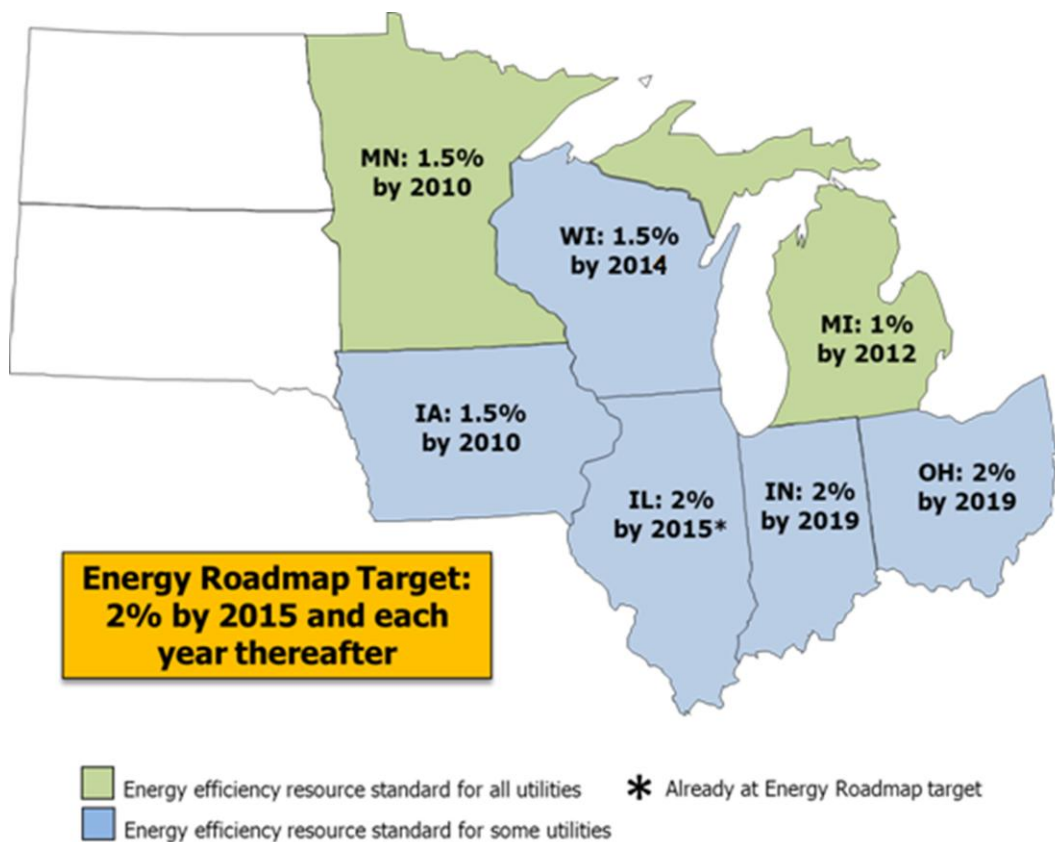 MN: 1.5%
by 2010
WI: 1.5%
by 2014
MI: 1%
by 2012
IA: 1.5%
by 2010
IL: 2%
by 2015*
IN: 2%
by 2019
OH: 2%
by 2019
Energy Roadmap Target:
2% by 2015 and each
year thereafter
Energy efficiency resource standard for all utilities
* Already at Energy Roadmap target
Energy efficiency resource standard for some utilities